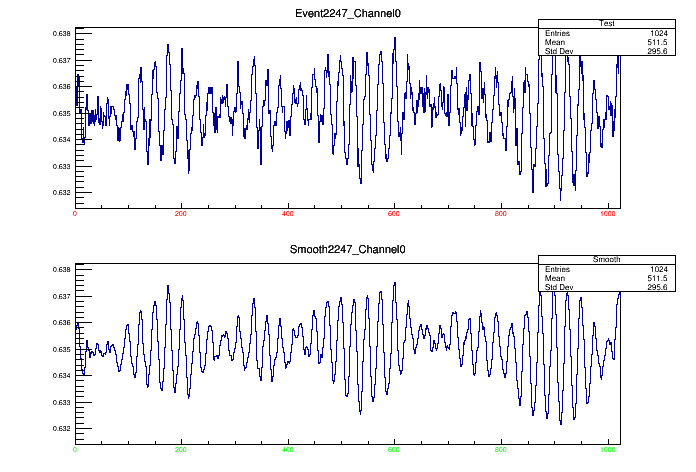 Event2247_Channel0
Test
Entries 1024
Mean 511.5
Std Dev 295.6
0.638
0.637
0.636
0.635
0.634
0.633
0.632
0 200 400 600 800 1000
Smooth2247_Channel0
Smooth
Entries 1024
Mean 511.5
Std Dev 295.6
0.638
0.637
0.636
0.635
0.634
0.633
0.632
0 200 400 600 800 1000